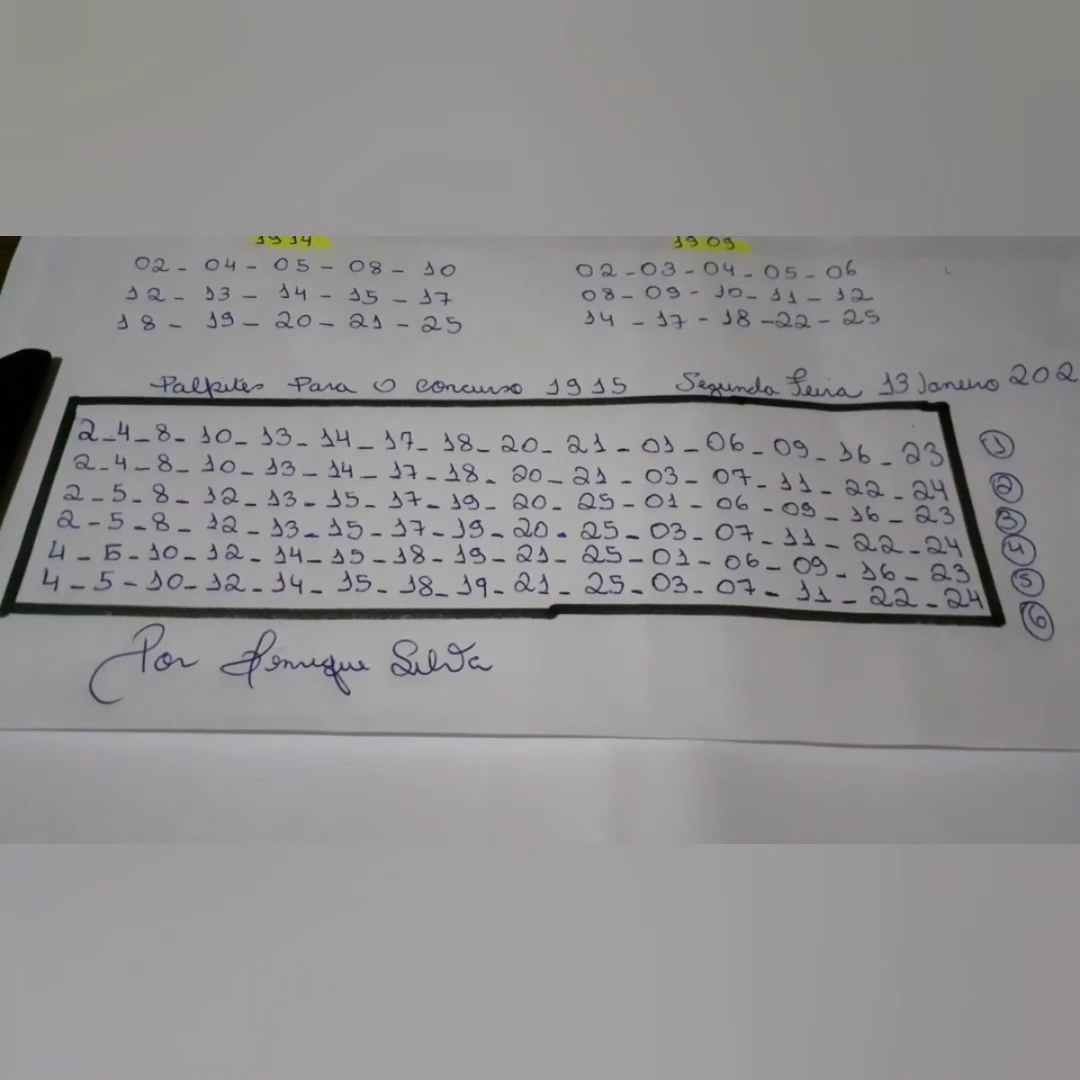 1914
02 - 04 - 05 - 08 - 10
12 - 13 - 14 - 15 - 17
18 - 19 - 20 - 21 - 25
1909
02 - 03 - 04 - 05 - 06
08 - 09 - 10 - 11 - 12
14 - 17 - 18 - 22 - 25
Palpites Para O concurso 1915 Segunda Feira 13 Janeiro 202
2 - 4 - 8 - 10 - 13 - 14 - 17 - 18 - 20 - 21 - 01 - 06 - 09 - 16 - 23 1
2 - 4 - 8 - 10 - 13 - 14 - 17 - 18 - 20 - 21 - 03 - 07 - 11 - 22 - 24 2
2 - 5 - 8 - 12 - 13 - 15 - 17 - 19 - 20 - 25 - 01 - 06 - 09 - 16 - 23 3
2 - 5 - 8 - 12 - 13 - 15 - 17 - 19 - 20 - 25 - 03 - 07 - 11 - 22 - 24 4
4 - 5 - 10 - 12 - 14 - 15 - 18 - 19 - 21 - 25 - 01 - 06 - 09 - 16 - 23 5
4 - 5 - 10 - 12 - 14 - 15 - 18 - 19 - 21 - 25 - 03 - 07 - 11 - 22 - 24 6
Por Henrique Silva